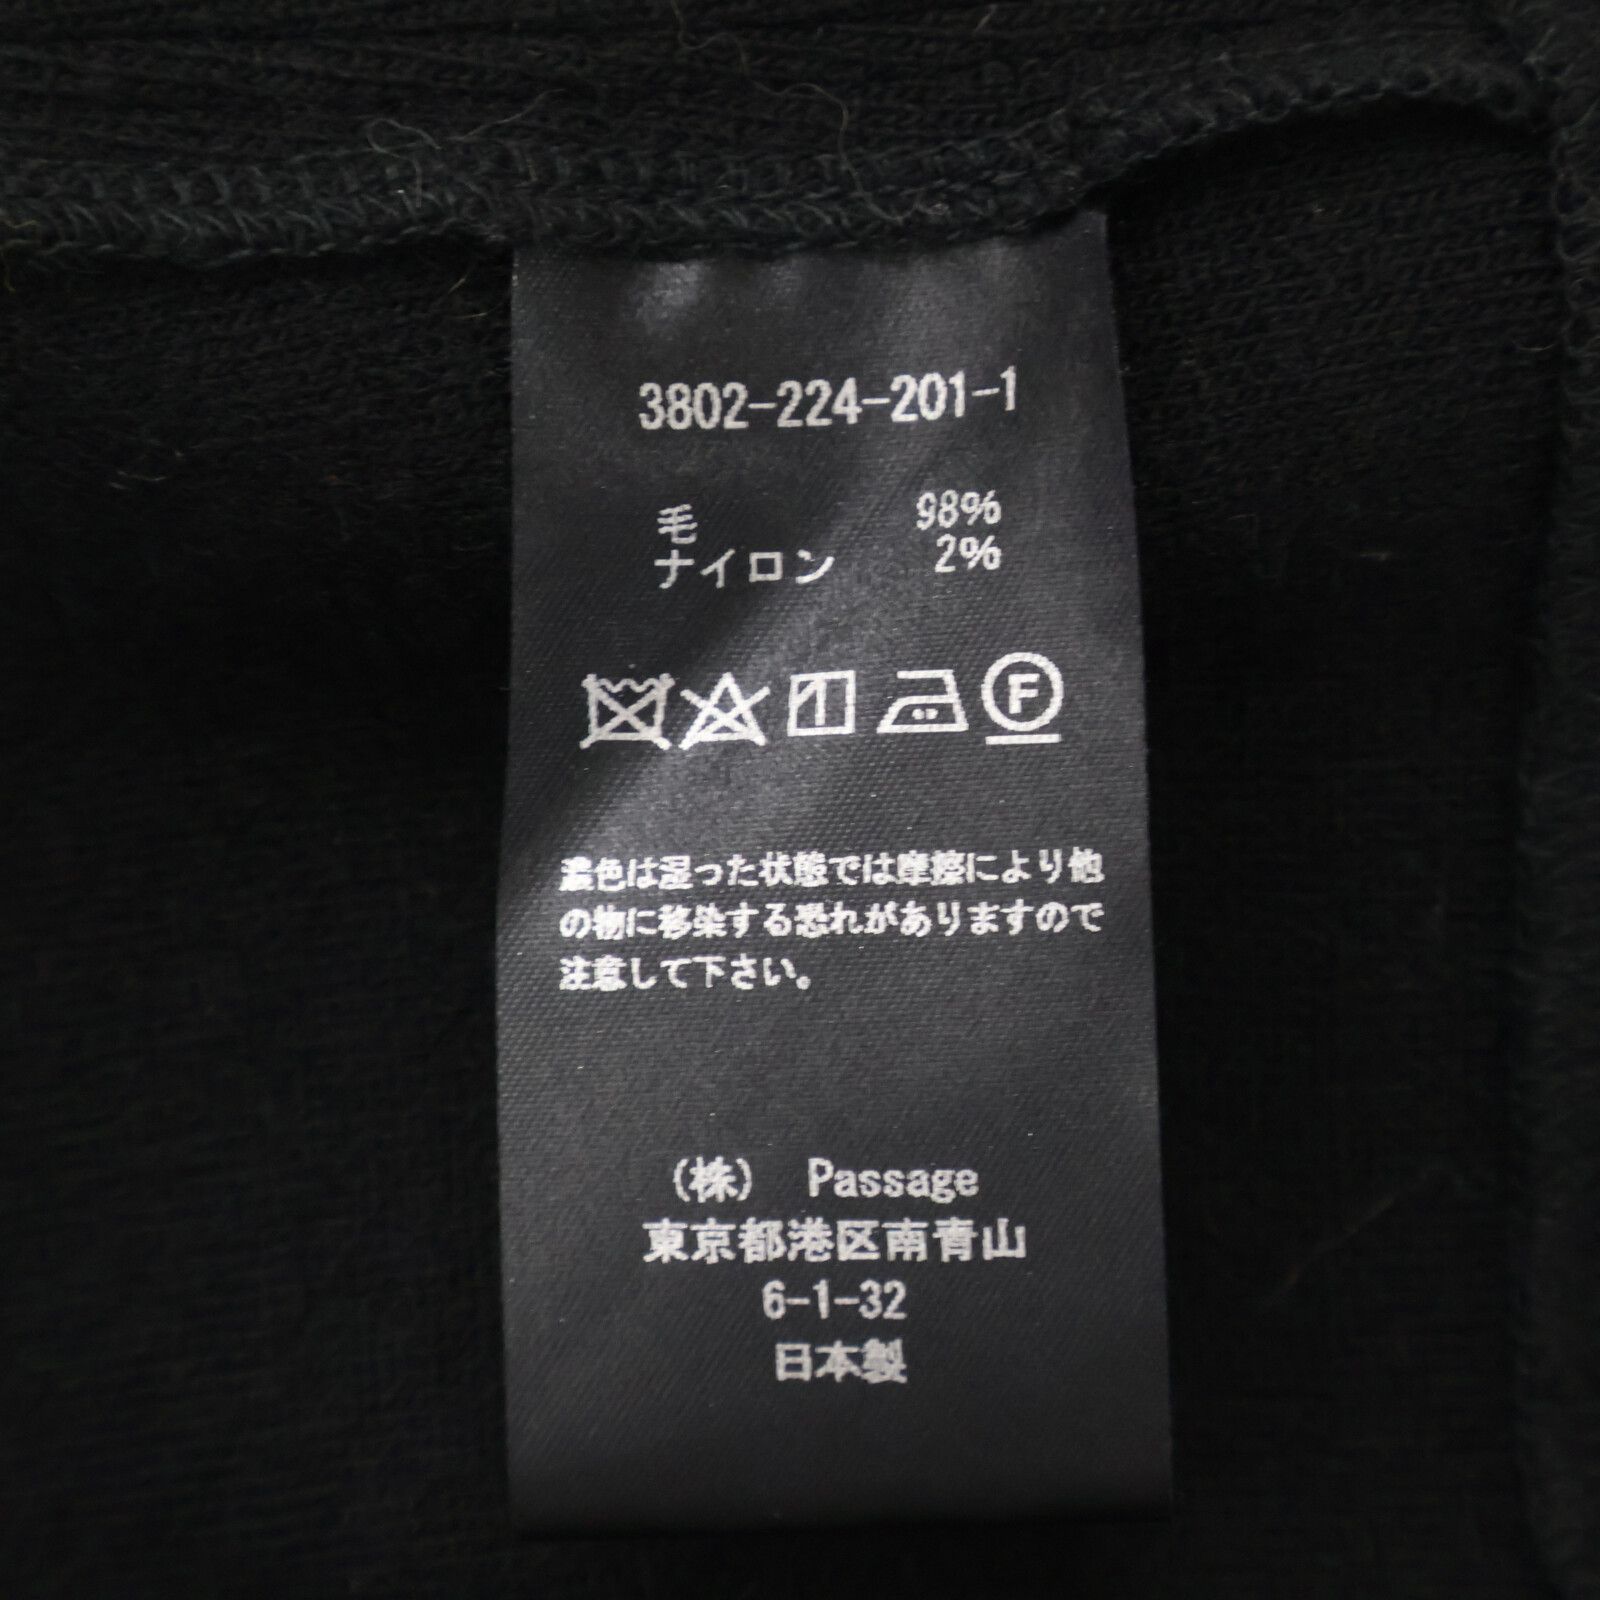 3802-224-201-1
毛 98%
ナイロン 2%
F
濃色は湿った状態では摩擦により他
の物に移染する恐れがありますので
注意して下さい。
(株) Passage
東京都港区南青山
6-1-32
日本製